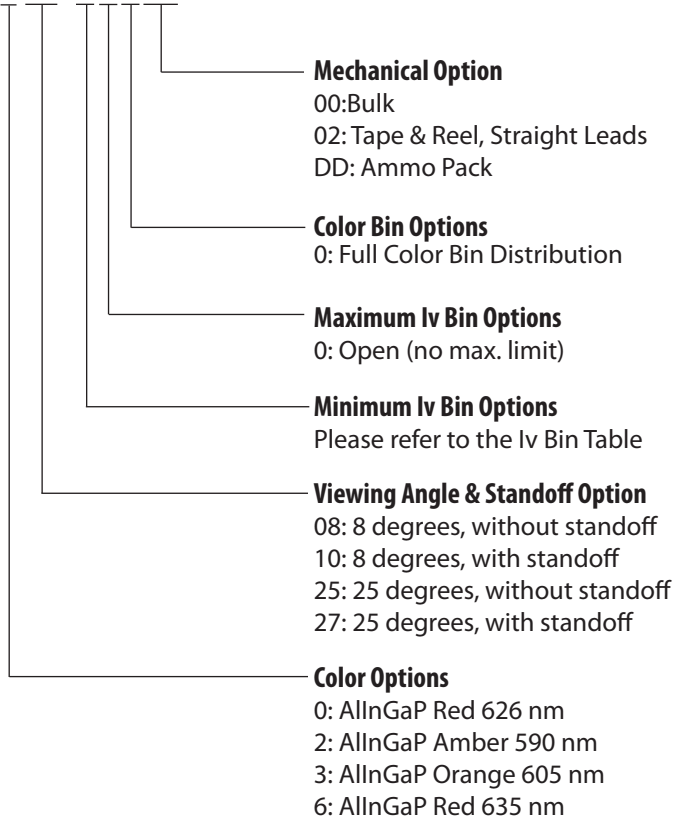 Mechanical Option
00:Bulk
02: Tape & Reel, Straight Leads
DD: Ammo Pack
Color Bin Options
0: Full Color Bin Distribution
Maximum Iv Bin Options
0: Open (no max. limit)
Minimum Iv Bin Options
Please refer to the Iv Bin Table
Viewing Angle & Standoff Option
08: 8 degrees, without standoff
10: 8 degrees, with standoff
25: 25 degrees, without standoff
27: 25 degrees, with standoff
Color Options
0: AlInGaP Red 626 nm
2: AlInGaP Amber 590 nm
3: AlInGaP Orange 605 nm
6: AlInGaP Red 635 nm